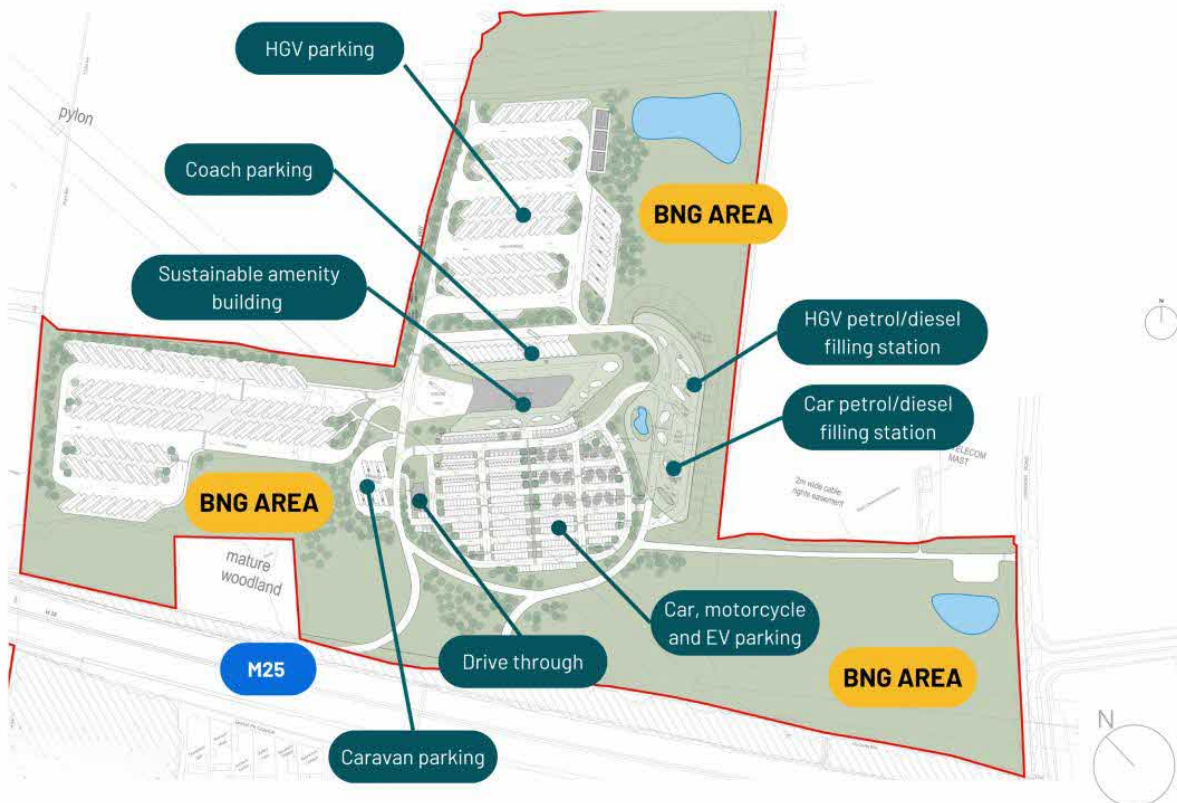 HGV parking
pylon
Coach parking
BNG AREA
Sustainable amenity
building
N
HGV petrol/diesel
filling station
Car petrol/diesel
filling station
TELECOM
MAST
2m wide cable
rights easement
BNG AREA
mature
woodland
M25
Drive through
Car, motorcycle
and EV parking
BNG AREA
Caravan parking
N